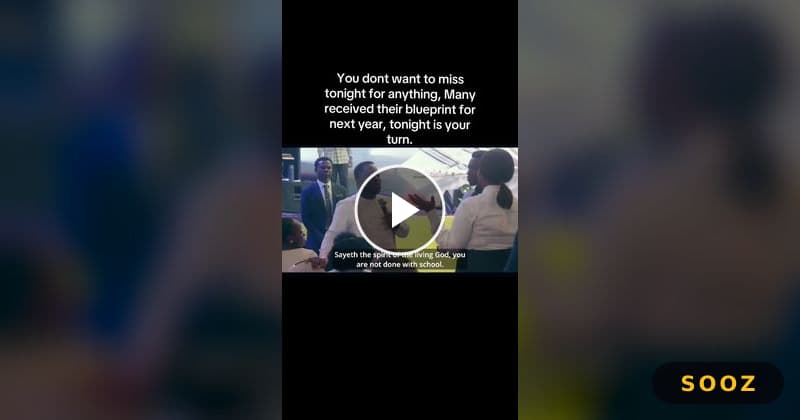 You dont want to miss
tonight for anything, Many
received their blueprint for
next year, tonight is your
turn.
Sayeth the spirit of the living God, you
are not done with school.
SOOZ